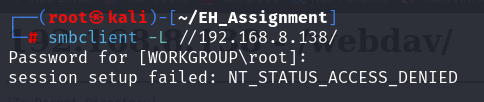 ┌──(root㉿kali)-[~/EH_Assignment]
└─# smbclient -L //192.168.8.138/
Password for [WORKGROUP\root]:
session setup failed: NT_STATUS_ACCESS_DENIED